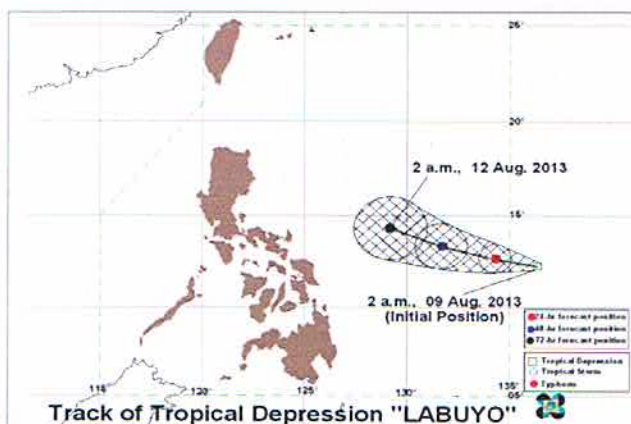 25°
20°
2 a.m., 12 Aug. 2013
15°
2 a.m., 09 Aug. 2013
(Initial Position)
24-hr forecast position
48-hr forecast position
72-hr forecast position
Tropical Depression
Tropical Storm
Typhoon
120 125 130 135
05°
Track of Tropical Depression "LABUYO"